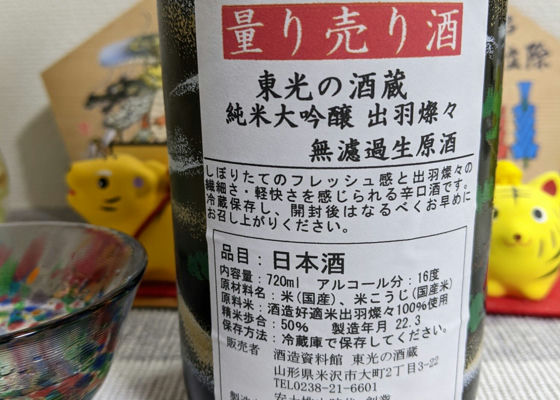 量り売り酒
東光の酒蔵
純米大吟醸 出羽燦々
無濾過生原酒
しぼりたてのフレッシュ感と出羽燦々の
繊細さ・軽快さを感じられる辛口酒です。
冷蔵保存し、開封後はなるべくお早めに
お召し上がりください。
品目：日本酒
内容量：720ml アルコール分：16度
原材料名：米(国産)、米こうじ(国産米)
原料米：酒造好適米出羽燦々100%使用
精米歩合：50% 製造年月 22.3
保存方法：冷蔵庫で保存してください。
販売者 酒造資料館 東光の酒蔵
山形県米沢市大町2丁目3-22
TEL0238-21-6601